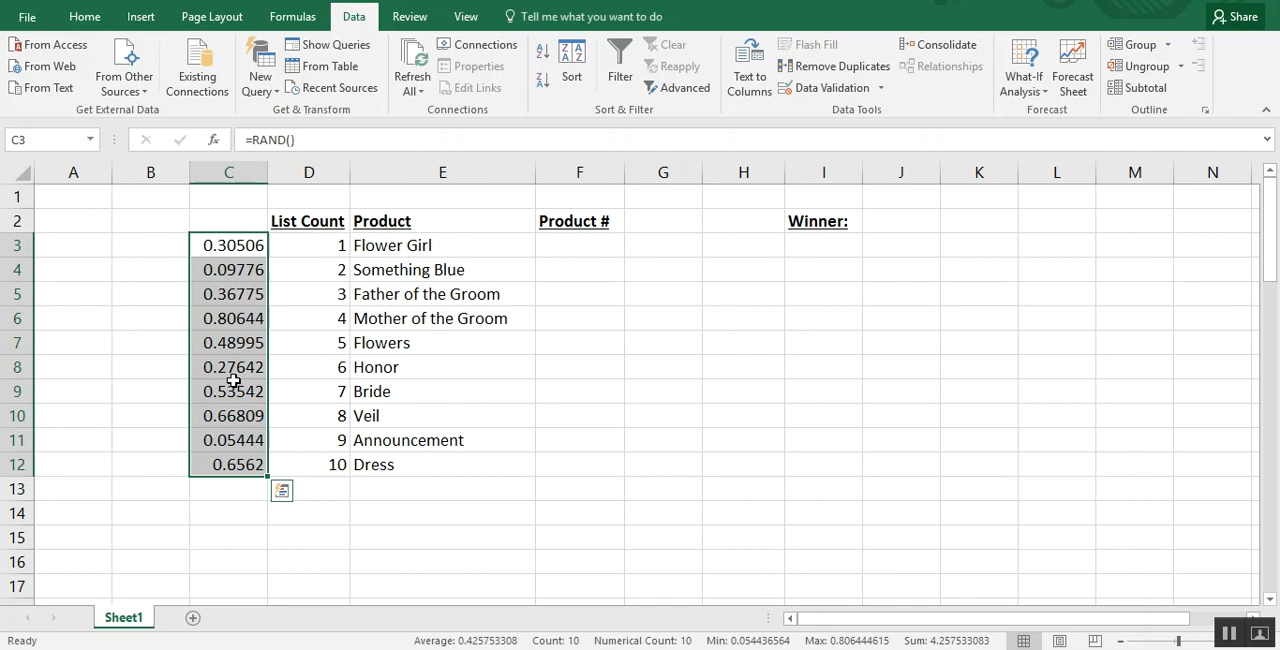 File Home Insert Page Layout Formulas Data Review View Tell me what you want to do Share
From Access
From Web
From Text
From Other Sources
Existing Connections
Get External Data
New Query
Show Queries
From Table
Recent Sources
Get & Transform
Refresh All
Connections
Properties
Edit Links
Connections
Sort
Filter
Clear
Reapply
Advanced
Sort & Filter
Text to Columns
Flash Fill
Remove Duplicates
Data Validation
Consolidate
Relationships
Data Tools
What-If Analysis
Forecast Sheet
Forecast
Group
Ungroup
Subtotal
Outline
C3 fx =RAND()
A B C D E F G H I J K L M N
1
2 List Count Product Product # Winner:
3 0.30506 1 Flower Girl
4 0.09776 2 Something Blue
5 0.36775 3 Father of the Groom
6 0.80644 4 Mother of the Groom
7 0.48995 5 Flowers
8 0.27642 6 Honor
9 0.53542 7 Bride
10 0.66809 8 Veil
11 0.05444 9 Announcement
12 0.6562 10 Dress
13
14
15
16
17
Sheet1
Ready Average: 0.425753308 Count: 10 Numerical Count: 10 Min: 0.054436564 Max: 0.806444615 Sum: 4.257533083